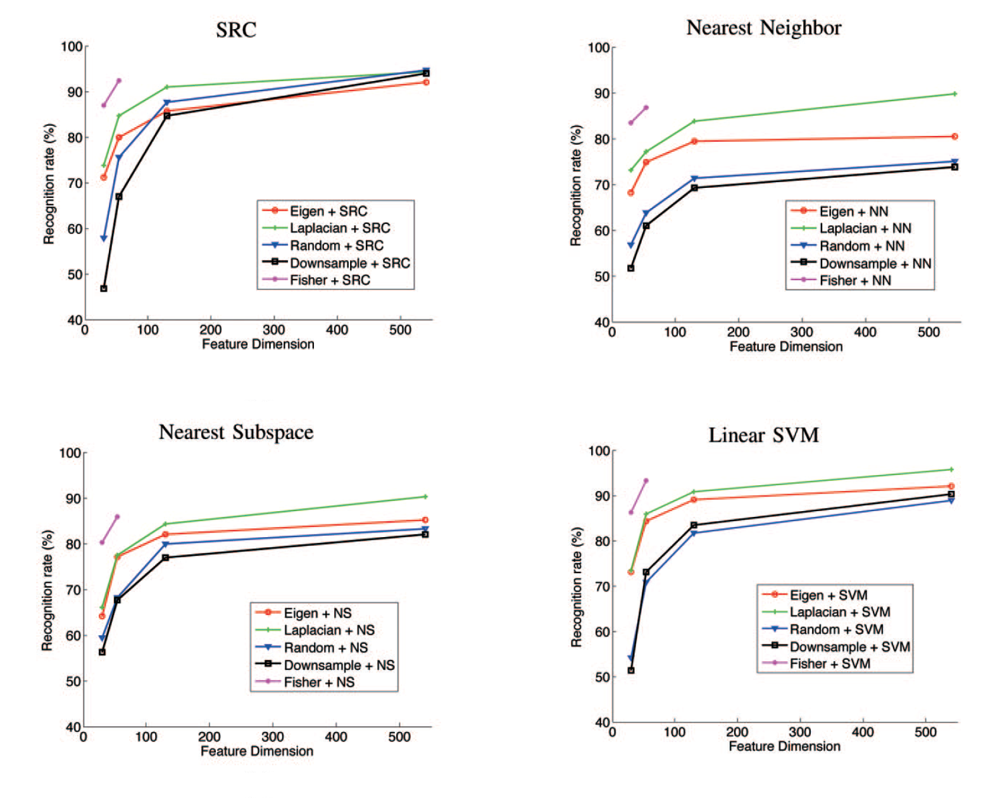 SRC
100
90
80
70
60
50
40
0 100 200 300 400 500
Recognition rate (%)
Feature Dimension
Eigen + SRC
Laplacian + SRC
Random + SRC
Downsample + SRC
Fisher + SRC
Nearest Neighbor
100
90
80
70
60
50
40
0 100 200 300 400 500
Recognition rate (%)
Feature Dimension
Eigen + NN
Laplacian + NN
Random + NN
Downsample + NN
Fisher + NN
Nearest Subspace
100
90
80
70
60
50
40
0 100 200 300 400 500
Recognition rate (%)
Feature Dimension
Eigen + NS
Laplacian + NS
Random + NS
Downsample + NS
Fisher + NS
Linear SVM
100
90
80
70
60
50
40
0 100 200 300 400 500
Recognition rate (%)
Feature Dimension
Eigen + SVM
Laplacian + SVM
Random + SVM
Downsample + SVM
Fisher + SVM